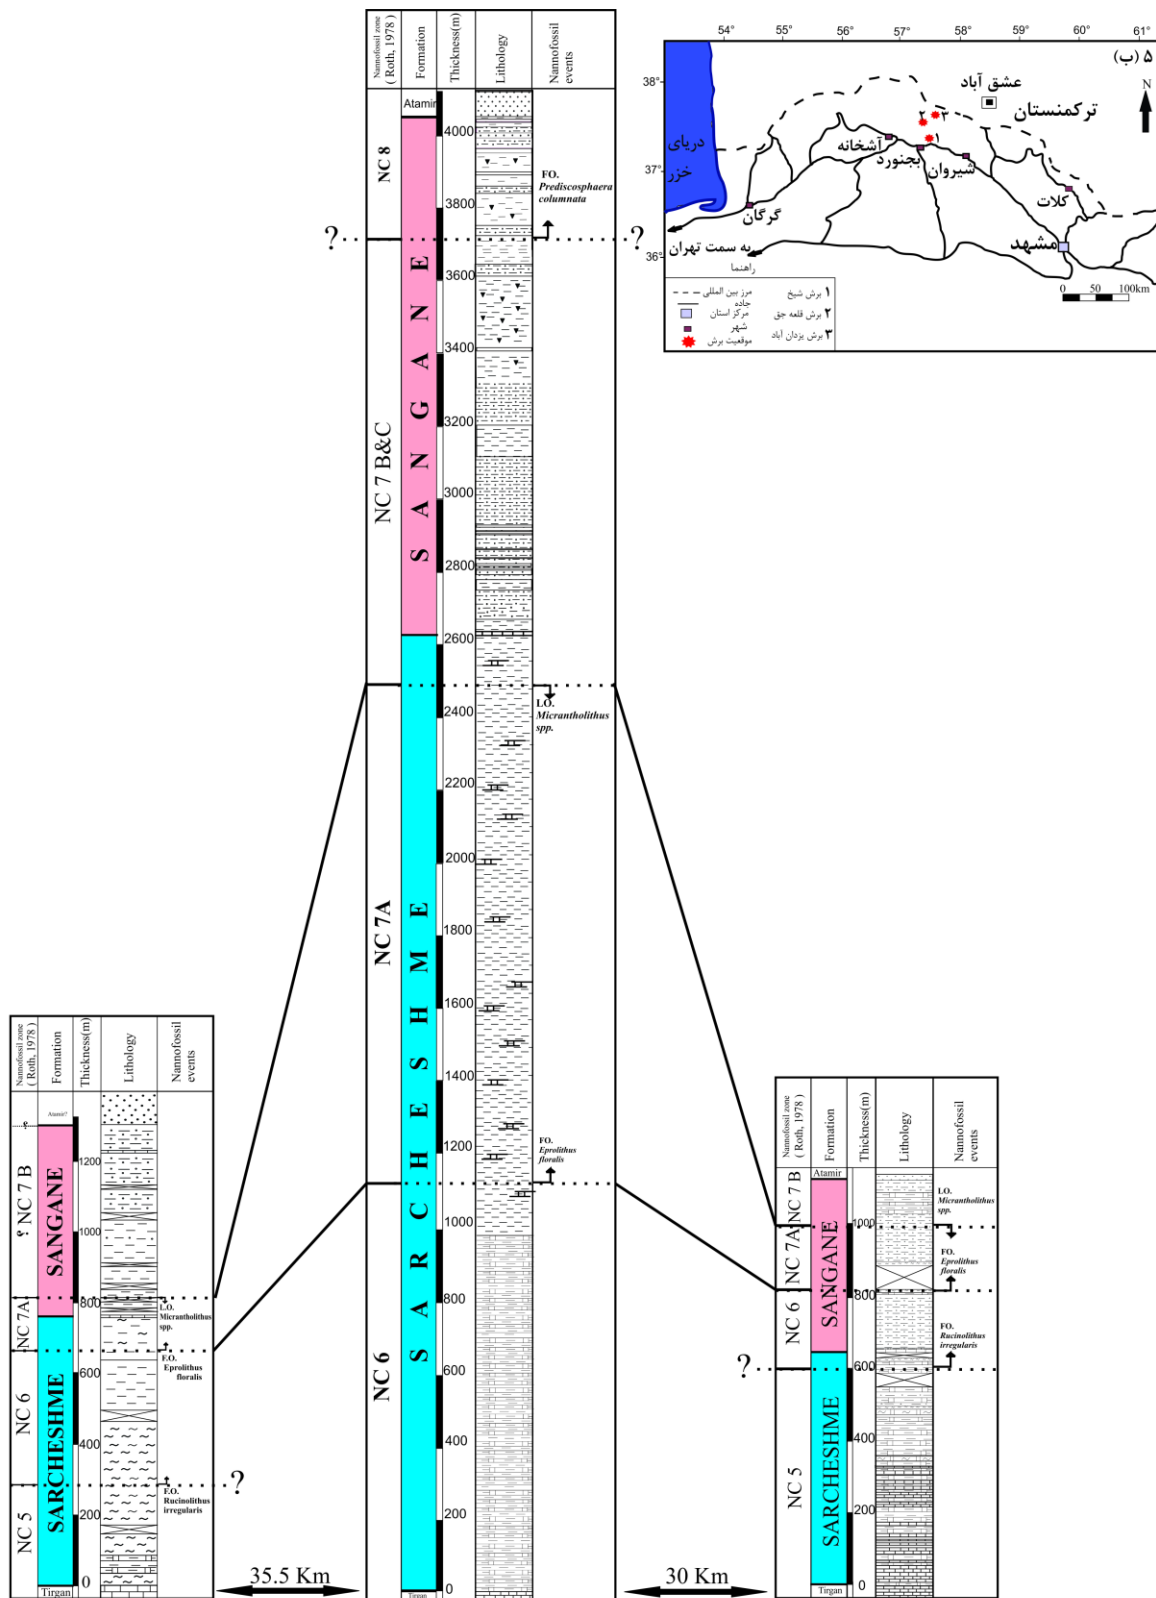 Nannofossil zone
( Roth, 1978 )
Formation
Thickness(m)
Lithology
Nannofossil
events
Atamir
4000
3800
3600
3400
3200
3000
2800
2600
2400
2200
2000
1800
1600
1400
1200
1000
800
600
400
200
0
NC 8
NC 7 B&C
NC 7A
NC 6
SANGANE
SARCHESHME
Tirgan
FO.
Prediscosphaera
columnata
?
?
LO.
Micrantholithus
spp.
FO.
Eprolithus
floralis
54°
55°
56°
57°
58°
59°
60°
61°
38°
37°
36°
۵ (ب)
N
عشق آباد
ترکمنستان
دریای
خزر
۲
۳
۱
آشخانه
بجنورد
شیروان
کلات
گرگان
مشهد
به سمت تهران
راهنما
مرز بین المللی
جاده
مرکز استان
شهر
موقعیت برش
۱ برش شیخ
۲ برش قلعه جق
۳ برش یزدان آباد
0 50 100km
Nannofossil zone
( Roth, 1978 )
Formation
Thickness(m)
Lithology
Nannofossil
events
Atamir?
1200
1000
800
600
400
200
0
؟
؟ NC 7 B
NC 7A
NC 6
NC 5
SANGANE
SARCHESHME
Tirgan
L.O.
Micrantholithus
spp.
F.O.
Eprolithus
floralis
F.O.
Rucinolithus
irregularis
?
35.5 Km
30 Km
Nannofossil zone
( Roth, 1978 )
Formation
Thickness(m)
Lithology
Nannofossil
events
Atamir
1000
800
600
400
200
0
NC 7 B
NC 7A
NC 6
NC 5
SANGANE
SARCHESHME
Tirgan
LO.
Micrantholithus
spp.
FO.
Eprolithus
floralis
FO.
Rucinolithus
irregularis
?